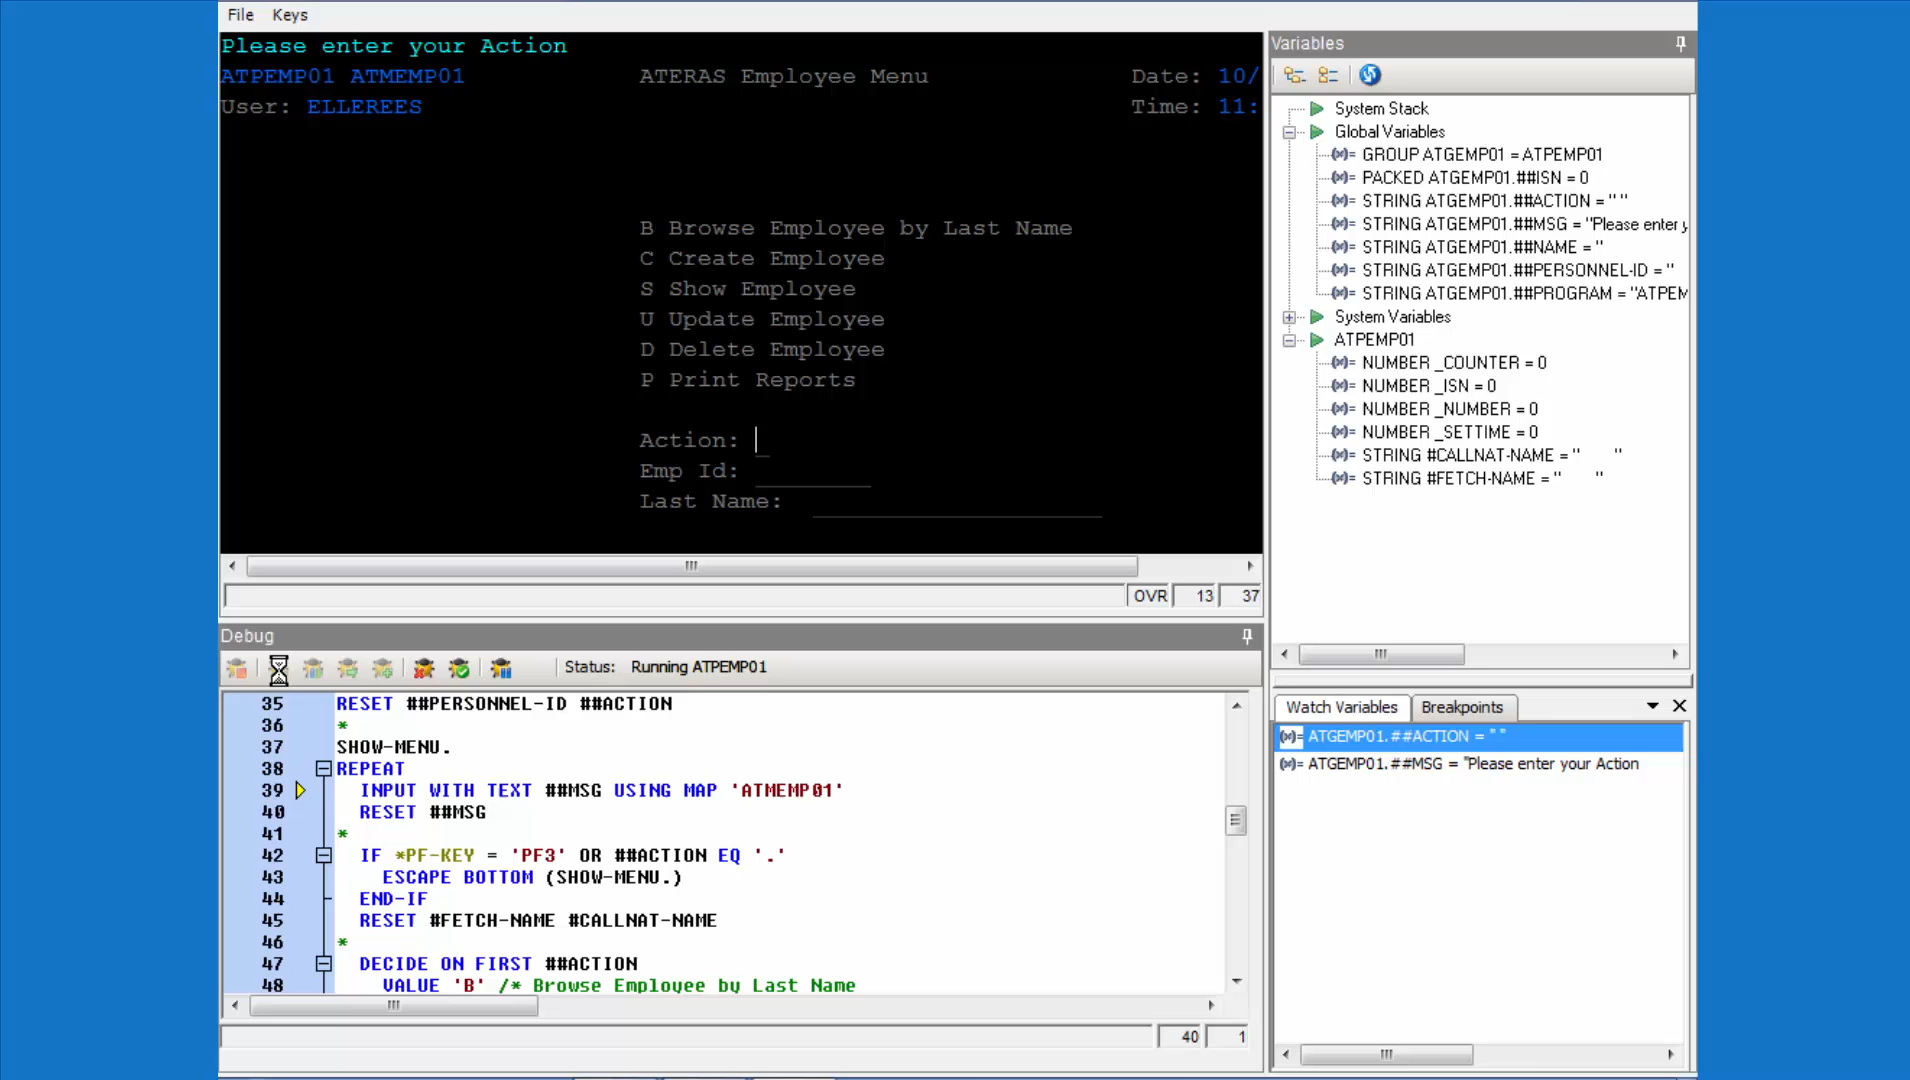 File Keys
Please enter your Action
ATPEMP01 ATMEMP01 ATERAS Employee Menu Date: 10/
User: ELLEREES Time: 11:
B Browse Employee by Last Name
C Create Employee
S Show Employee
U Update Employee
D Delete Employee
P Print Reports
Action:
Emp Id:
Last Name:
OVR 13 37
Debug
Status: Running ATPEMP01
35 RESET ##PERSONNEL-ID ##ACTION
36 *
37 SHOW-MENU.
38 REPEAT
39 INPUT WITH TEXT ##MSG USING MAP 'ATMEMP01'
40 RESET ##MSG
41 *
42 IF *PF-KEY = 'PF3' OR ##ACTION EQ '.'
43 ESCAPE BOTTOM (SHOW-MENU.)
44 END-IF
45 RESET #FETCH-NAME #CALLNAT-NAME
46 *
47 DECIDE ON FIRST ##ACTION
48 VALUE 'B' /* Browse Employee by Last Name
40 1
Variables
System Stack
Global Variables
(x)= GROUP ATGEMP01 = ATPEMP01
(x)= PACKED ATGEMP01.##ISN = 0
(x)= STRING ATGEMP01.##ACTION = " "
(x)= STRING ATGEMP01.##MSG = "Please enter y
(x)= STRING ATGEMP01.##NAME = "
(x)= STRING ATGEMP01.##PERSONNEL-ID = "
(x)= STRING ATGEMP01.##PROGRAM = "ATPEM
System Variables
ATPEMP01
(x)= NUMBER _COUNTER = 0
(x)= NUMBER _ISN = 0
(x)= NUMBER _NUMBER = 0
(x)= NUMBER _SETTIME = 0
(x)= STRING #CALLNAT-NAME = " "
(x)= STRING #FETCH-NAME = " "
Watch Variables Breakpoints
(x)= ATGEMP01.##ACTION = " "
(x)= ATGEMP01.##MSG = "Please enter your Action